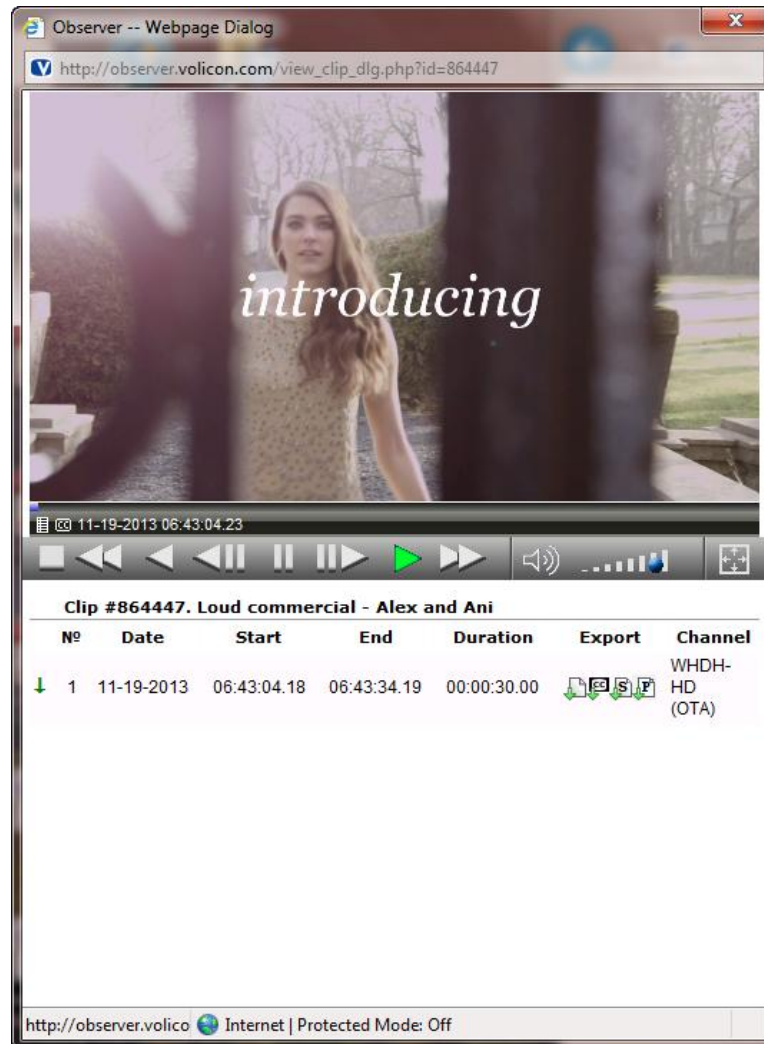 Observer -- Webpage Dialog
http://observer.volicon.com/view_clip_dlg.php?id=864447
introducing
CC 11-19-2013 06:43:04.23
Clip #864447. Loud commercial - Alex and Ani
Nº Date Start End Duration Export Channel
1 11-19-2013 06:43:04.18 06:43:34.19 00:00:30.00 CC S P WHDH-
HD
(OTA)
http://observer.volico Internet | Protected Mode: Off